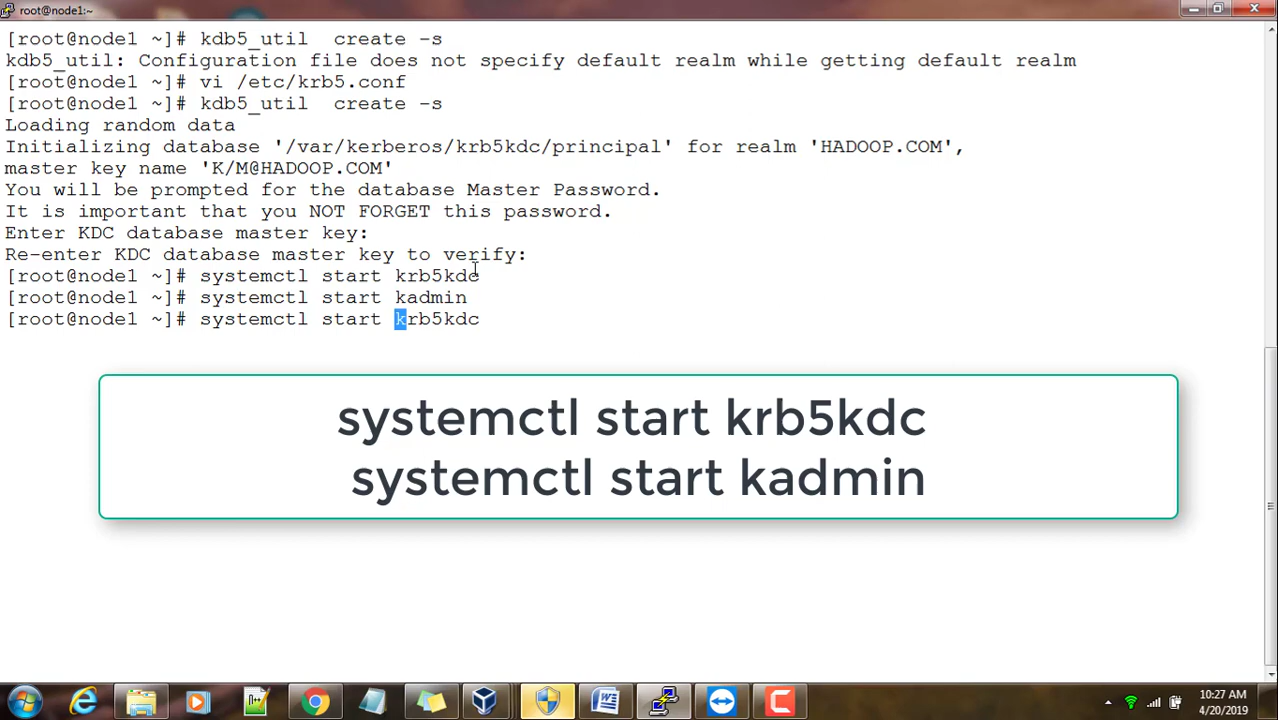 root@node1:~
[root@node1 ~]# kdb5_util  create -s
kdb5_util: Configuration file does not specify default realm while getting default realm
[root@node1 ~]# vi /etc/krb5.conf
[root@node1 ~]# kdb5_util  create -s
Loading random data
Initializing database '/var/kerberos/krb5kdc/principal' for realm 'HADOOP.COM',
master key name 'K/M@HADOOP.COM'
You will be prompted for the database Master Password.
It is important that you NOT FORGET this password.
Enter KDC database master key:
Re-enter KDC database master key to verify:
[root@node1 ~]# systemctl start krb5kdc
[root@node1 ~]# systemctl start kadmin
[root@node1 ~]# systemctl start krb5kdc
systemctl start krb5kdc
systemctl start kadmin
10:27 AM
4/20/2019